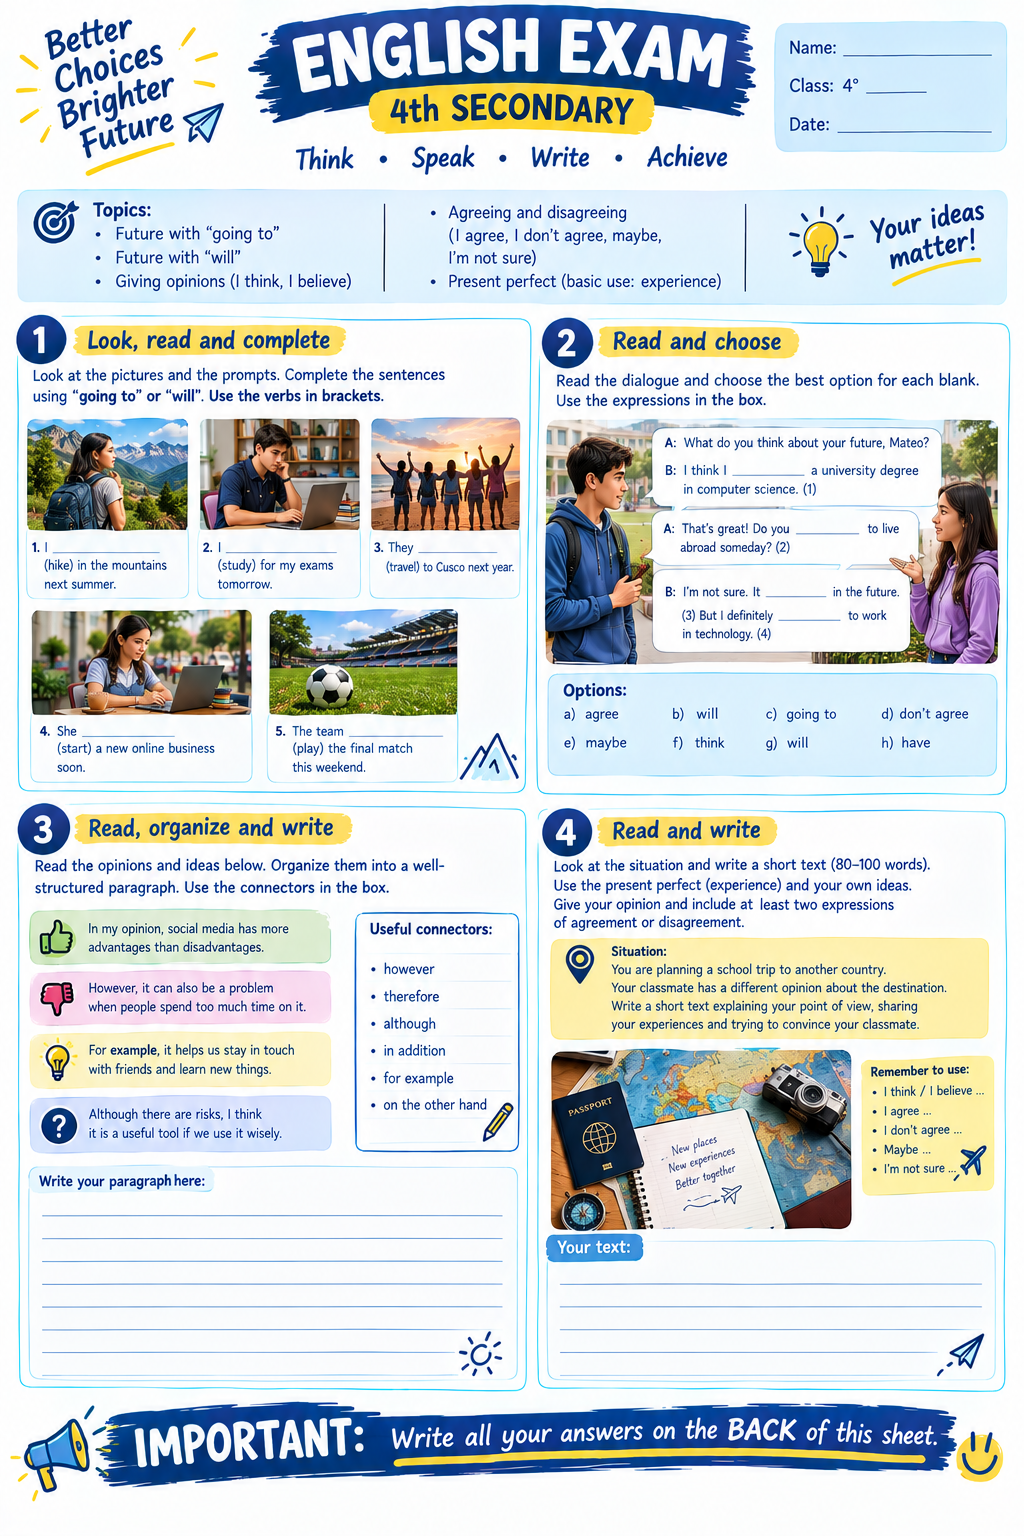 Better
Choices
Brighter
Future
ENGLISH EXAM
4th SECONDARY
Think • Speak • Write • Achieve
Name: ____________
Class: 4° ______
Date: ____________
Topics:
• Future with “going to”
• Future with “will”
• Giving opinions (I think, I believe)
• Agreeing and disagreeing
(I agree, I don’t agree, maybe,
I’m not sure)
• Present perfect (basic use: experience)
Your ideas
matter!
1 Look, read and complete
Look at the pictures and the prompts. Complete the sentences
using “going to” or “will”. Use the verbs in brackets.
1. I ____________
(hike) in the mountains
next summer.
2. I ____________
(study) for my exams
tomorrow.
3. They ____________
(travel) to Cusco next year.
4. She ____________
(start) a new online business
soon.
5. The team ____________
(play) the final match
this weekend.
2 Read and choose
Read the dialogue and choose the best option for each blank.
Use the expressions in the box.
A: What do you think about your future, Mateo?
B: I think I __________ a university degree
in computer science. (1)
A: That’s great! Do you _________ to live
abroad someday? (2)
B: I’m not sure. It _________ in the future.
(3) But I definitely _________ to work
in technology. (4)
Options:
a) agree b) will c) going to d) don’t agree
e) maybe f) think g) will h) have
3 Read, organize and write
Read the opinions and ideas below. Organize them into a well-
structured paragraph. Use the connectors in the box.
In my opinion, social media has more
advantages than disadvantages.
However, it can also be a problem
when people spend too much time on it.
For example, it helps us stay in touch
with friends and learn new things.
?
Although there are risks, I think
it is a useful tool if we use it wisely.
Useful connectors:
• however
• therefore
• although
• in addition
• for example
• on the other hand
Write your paragraph here:
4 Read and write
Look at the situation and write a short text (80–100 words).
Use the present perfect (experience) and your own ideas.
Give your opinion and include at least two expressions
of agreement or disagreement.
Situation:
You are planning a school trip to another country.
Your classmate has a different opinion about the destination.
Write a short text explaining your point of view, sharing
your experiences and trying to convince your classmate.
PASSPORT
New places
New experiences
Better together
Remember to use:
• I think / I believe ...
• I agree ...
• I don’t agree ...
• Maybe ...
• I’m not sure ...
Your text:
IMPORTANT: Write all your answers on the BACK of this sheet.